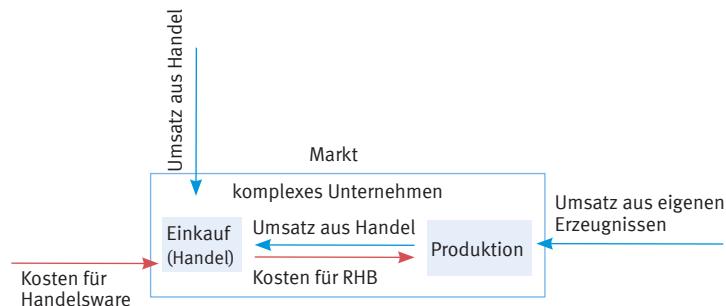 Umsatz aus Handel
Markt
komplexes Unternehmen
Einkauf
(Handel)
Umsatz aus Handel
Kosten für RHB
Produktion
Umsatz aus eigenen
Erzeugnissen
Kosten für
Handelsware